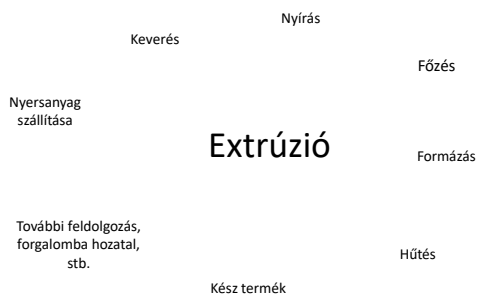 Nyírás
Keverés
Főzés
Nyersanyag
szállítása
Extrúzió
Formázás
További feldolgozás,
forgalomba hozatal,
stb.
Hűtés
Kész termék